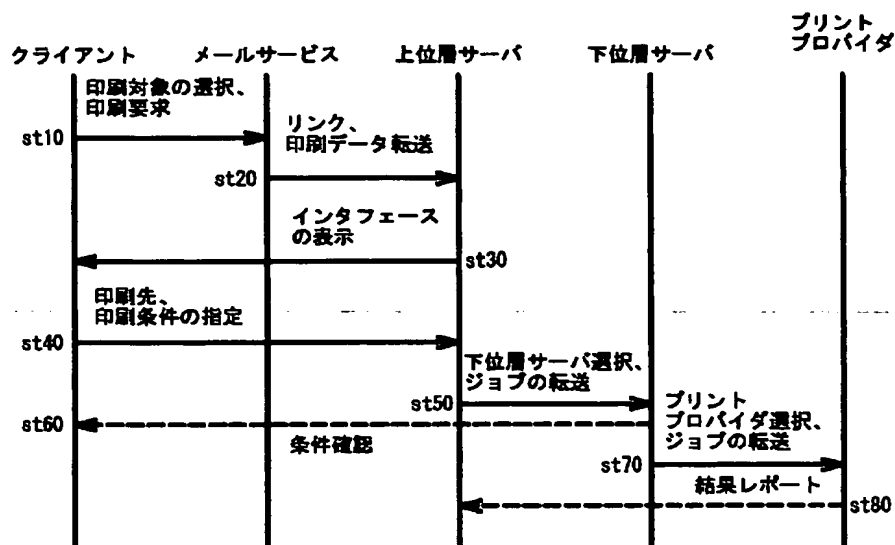 プリント
プロバイダ
クライアント
メールサービス
上位層サーバ
下位層サーバ
印刷対象の選択、
印刷要求
st10
リンク、
印刷データ転送
st20
インタフェース
の表示
st30
印刷先、
印刷条件の指定
st40
下位層サーバ選択、
ジョブの転送
st50
st60
条件確認
プリント
プロバイダ選択、
ジョブの転送
st70
結果レポート
st80